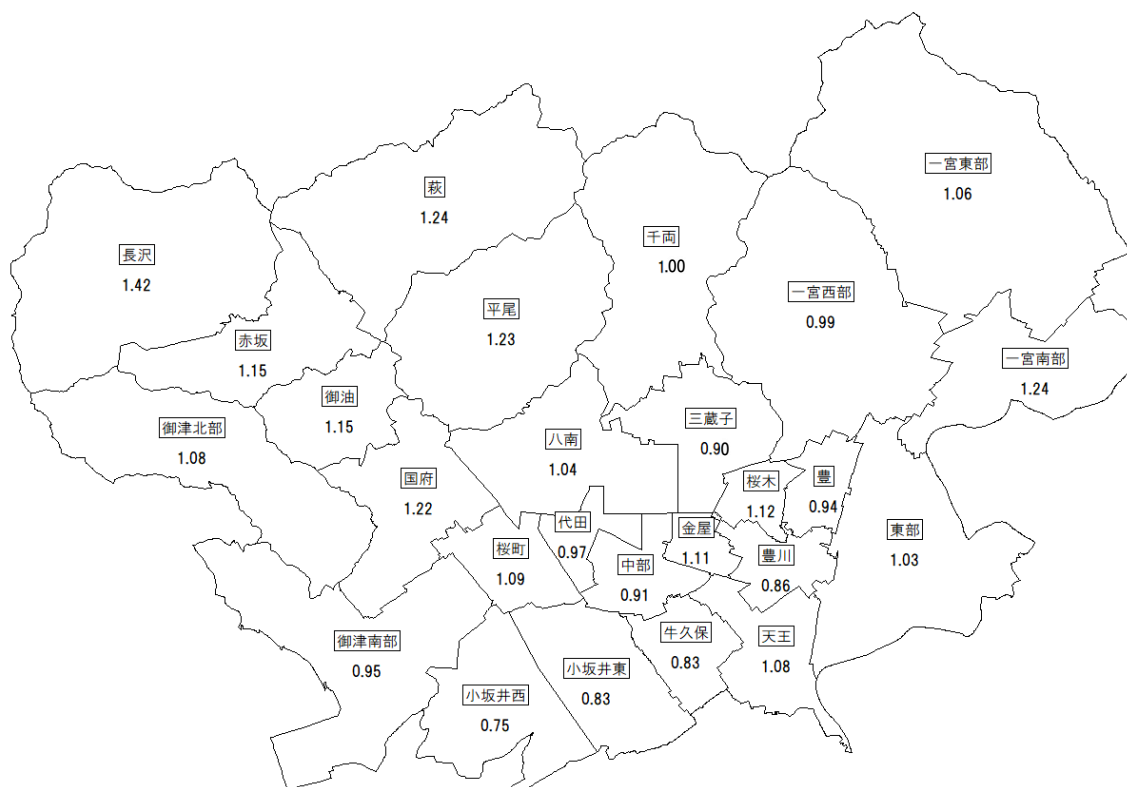 一宮東部
1.06
萩
1.24
千両
1.00
長沢
1.42
一宮西部
0.99
平尾
1.23
赤坂
1.15
一宮南部
1.24
御油
1.15
三蔵子
0.90
御津北部
1.08
八南
1.04
国府
1.22
桜木
1.12
豊
0.94
代田
0.97
金屋
1.11
東部
1.03
桜町
1.09
中部
0.91
豊川
0.86
御津南部
0.95
牛久保
0.83
天王
1.08
小坂井東
0.83
小坂井西
0.75